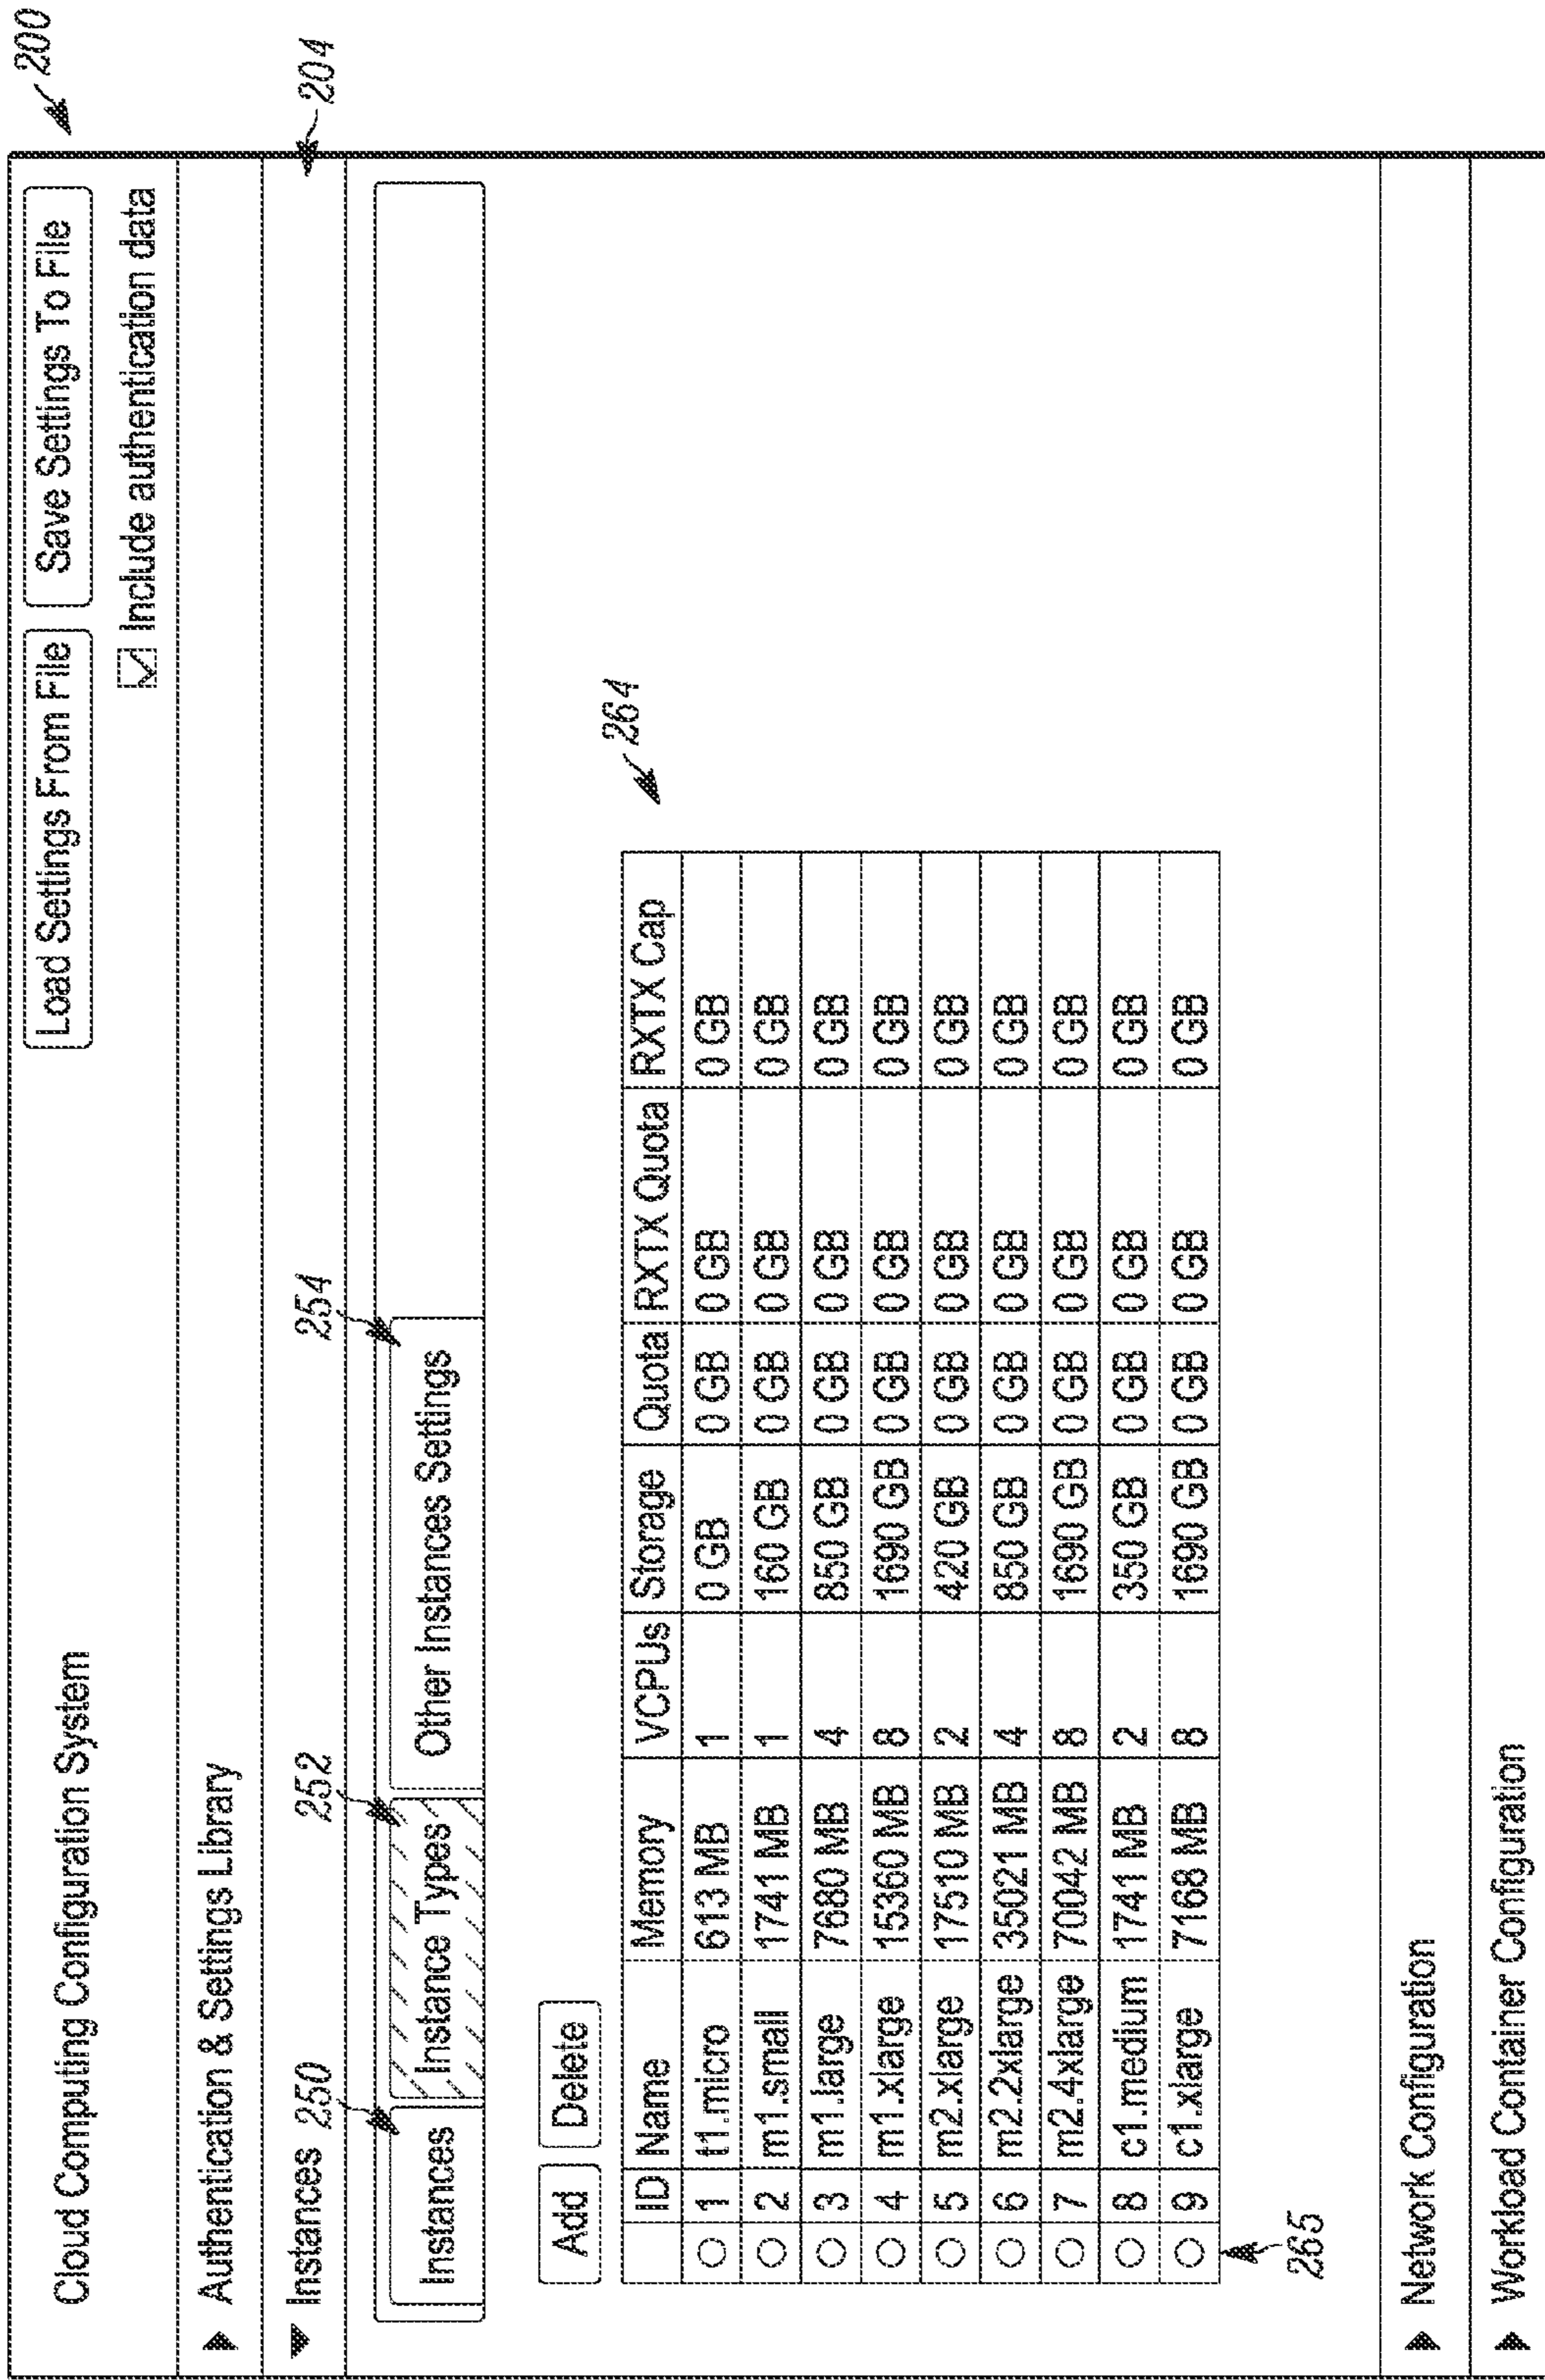 200
Cloud Computing Configuration System Load Settings From File Save Settings To File
Include authentication data
Authentication & Settings Library
Instances 250 252 254 204
Instances Instance Types Other Instances Settings
Add Delete
264
ID Name Memory VCPUs Storage Quota RXTX Quota RXTX Cap
1 t1.micro 613 MB 1 0 GB 0 GB 0 GB 0 GB
2 m1.small 1741 MB 1 160 GB 0 GB 0 GB 0 GB
3 m1.large 7680 MB 4 850 GB 0 GB 0 GB 0 GB
4 m1.xlarge 15360 MB 8 1690 GB 0 GB 0 GB 0 GB
5 m2.xlarge 17510 MB 2 420 GB 0 GB 0 GB 0 GB
6 m2.2xlarge 35021 MB 4 850 GB 0 GB 0 GB 0 GB
7 m2.4xlarge 70042 MB 8 1690 GB 0 GB 0 GB 0 GB
8 c1.medium 1741 MB 2 350 GB 0 GB 0 GB 0 GB
9 c1.xlarge 7168 MB 8 1690 GB 0 GB 0 GB 0 GB
265
Network Configuration
Workload Container Configuration